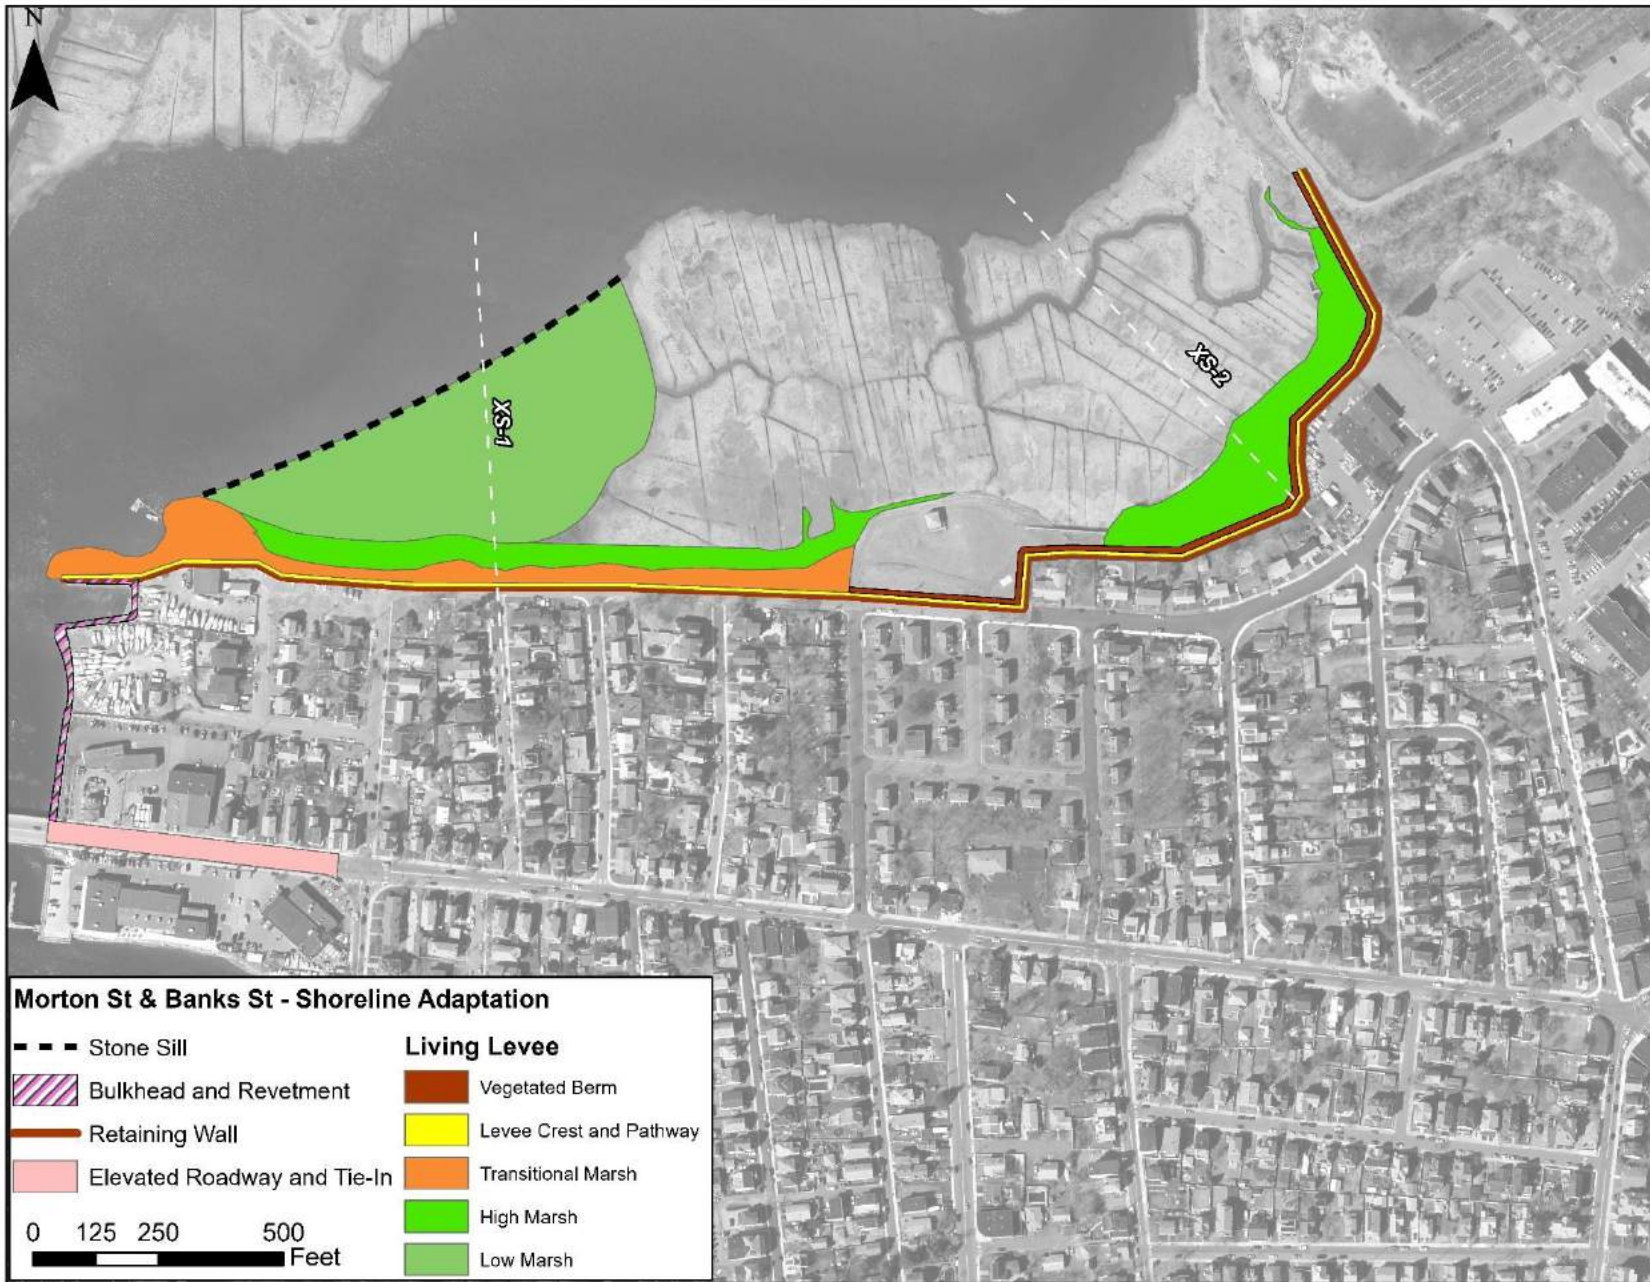 N
XS-1
XS-2
Morton St & Banks St - Shoreline Adaptation
Stone Sill
Bulkhead and Revetment
Retaining Wall
Elevated Roadway and Tie-In
0 125 250 500
Feet
Living Levee
Vegetated Berm
Levee Crest and Pathway
Transitional Marsh
High Marsh
Low Marsh